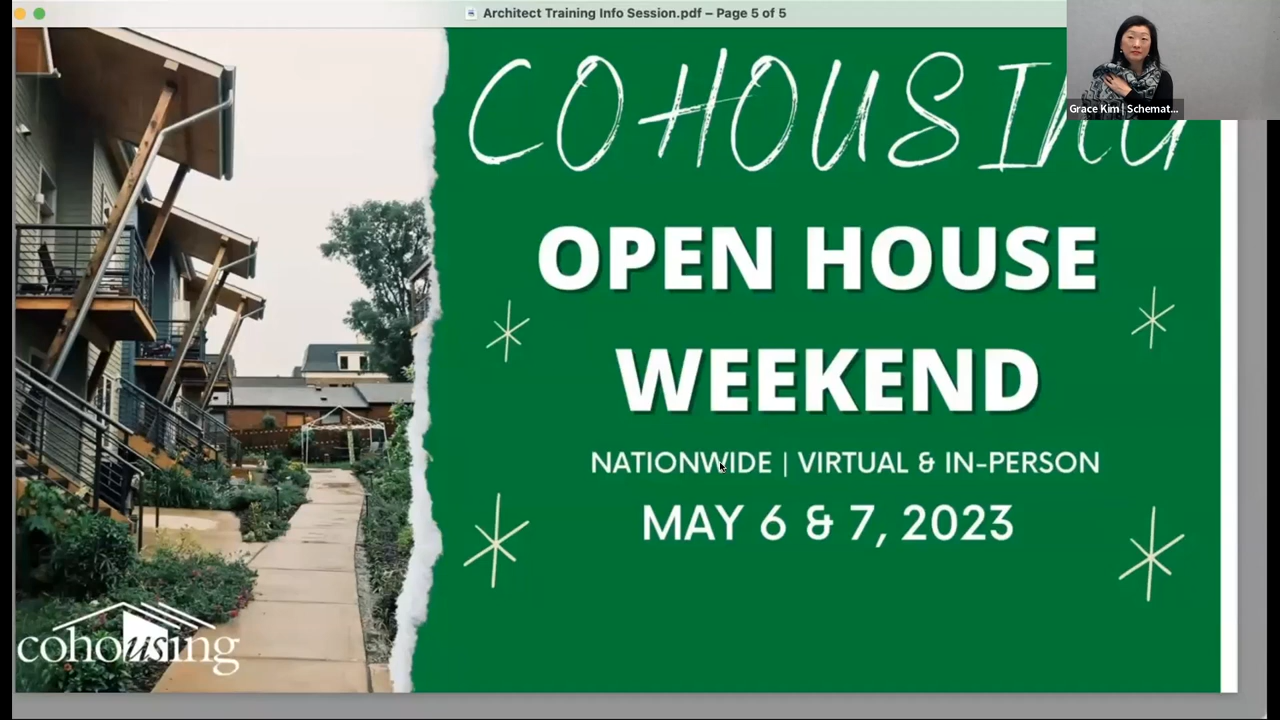 Architect Training Info Session.pdf – Page 5 of 5
Grace Kim | Schemat...
COHOUSING
OPEN HOUSE
WEEKEND
NATIONWIDE | VIRTUAL & IN-PERSON
MAY 6 & 7, 2023
cohousing